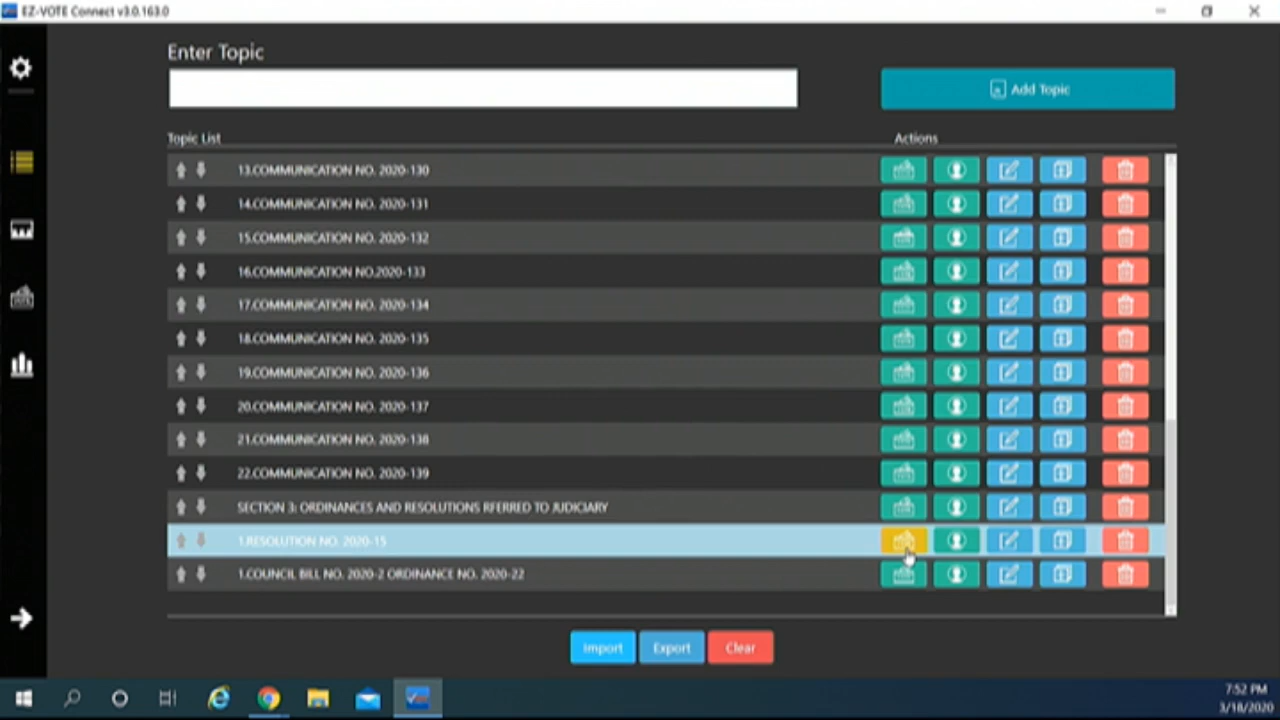 EZ-VOTE Connect v3.0.163.0
Enter Topic
Add Topic
Topic List
Actions
13.COMMUNICATION NO. 2020-130
14.COMMUNICATION NO. 2020-131
15.COMMUNICATION NO. 2020-132
16.COMMUNICATION NO.2020-133
17.COMMUNICATION NO. 2020-134
18.COMMUNICATION NO. 2020-135
19.COMMUNICATION NO. 2020-136
20.COMMUNICATION NO. 2020-137
21.COMMUNICATION NO. 2020-138
22.COMMUNICATION NO. 2020-139
SECTION 3: ORDINANCES AND RESOLUTIONS RFERRED TO JUDICIARY
1.RESOLUTION NO. 2020-15
1.COUNCIL BILL NO. 2020-2 ORDINANCE NO. 2020-22
Import
Export
Clear
7:52 PM
3/18/2020